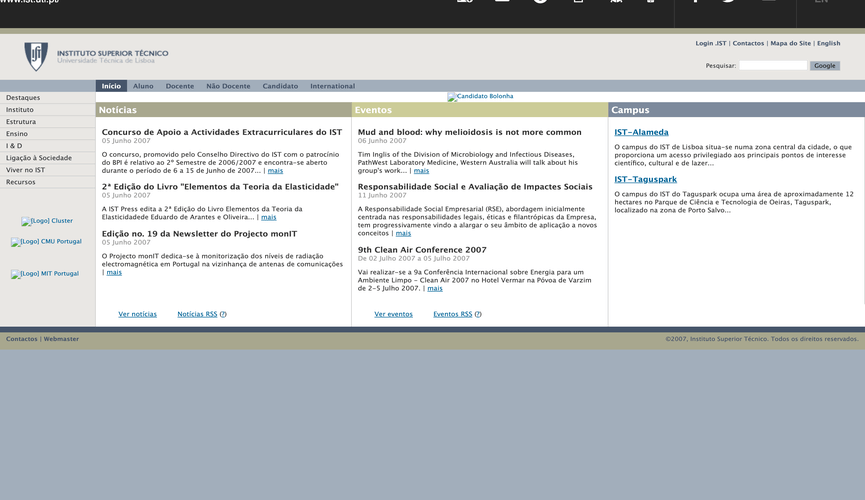 www.ist.utl.pt/
EN
INSTITUTO SUPERIOR TÉCNICO
Universidade Técnica de Lisboa
Login .IST | Contactos | Mapa do Site | English
Pesquisar:
Google
Início Aluno Docente Não Docente Candidato International
Destaques
Instituto
Estrutura
Ensino
I & D
Ligação à Sociedade
Viver no IST
Recursos
[Logo] Cluster
[Logo] CMU Portugal
[Logo] MIT Portugal
Candidato Bolonha
Notícias
Concurso de Apoio a Actividades Extracurriculares do IST
05 Junho 2007
O concurso, promovido pelo Conselho Directivo do IST com o patrocínio
do BPI é relativo ao 2º Semestre de 2006/2007 e encontra-se aberto
durante o período de 6 a 15 de Junho de 2007... | mais
2ª Edição do Livro "Elementos da Teoria da Elasticidade"
05 Junho 2007
A IST Press edita a 2ª Edição do Livro Elementos da Teoria da
Elasticidadede Eduardo de Arantes e Oliveira... | mais
Edição no. 19 da Newsletter do Projecto monIT
05 Junho 2007
O Projecto monIT dedica-se à monitorização dos níveis de radiação
electromagnética em Portugal na vizinhança de antenas de comunicações
| mais
Ver notícias Notícias RSS (?)
Eventos
Mud and blood: why melioidosis is not more common
06 Junho 2007
Tim Inglis of the Division of Microbiology and Infectious Diseases,
PathWest Laboratory Medicine, Western Australia will talk about his
group's work... | mais
Responsabilidade Social e Avaliação de Impactes Sociais
11 Junho 2007
A Responsabilidade Social Empresarial (RSE), abordagem inicialmente
centrada nas responsabilidades legais, éticas e filantrópicas da Empresa,
tem progressivamente vindo a alargar o seu âmbito de aplicação a novos
conceitos | mais
9th Clean Air Conference 2007
De 02 Julho 2007 a 05 Julho 2007
Vai realizar-se a 9a Conferência Internacional sobre Energia para um
Ambiente Limpo - Clean Air 2007 no Hotel Vermar na Póvoa de Varzim
de 2-5 Julho 2007. | mais
Ver eventos Eventos RSS (?)
Campus
IST-Alameda
O campus do IST de Lisboa situa-se numa zona central da cidade, o que
proporciona um acesso privilegiado aos principais pontos de interesse
científico, cultural e de lazer...
IST-Taguspark
O campus do IST do Taguspark ocupa uma área de aproximadamente 12
hectares no Parque de Ciência e Tecnologia de Oeiras, Taguspark,
localizado na zona de Porto Salvo...
Contactos | Webmaster
©2007, Instituto Superior Técnico. Todos os direitos reservados.